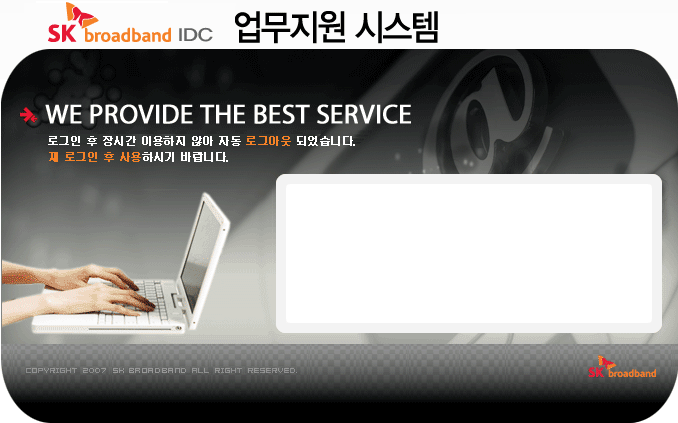 SK broadband IDC 업무지원 시스템
WE PROVIDE THE BEST SERVICE
로그인 후 장시간 이용하지 않아 자동 로그아웃 되었습니다.
재 로그인 후 사용하시기 바랍니다.
COPYRIGHT 2007 SK BROADBAND ALL RIGHT RESERVED.
SK broadband